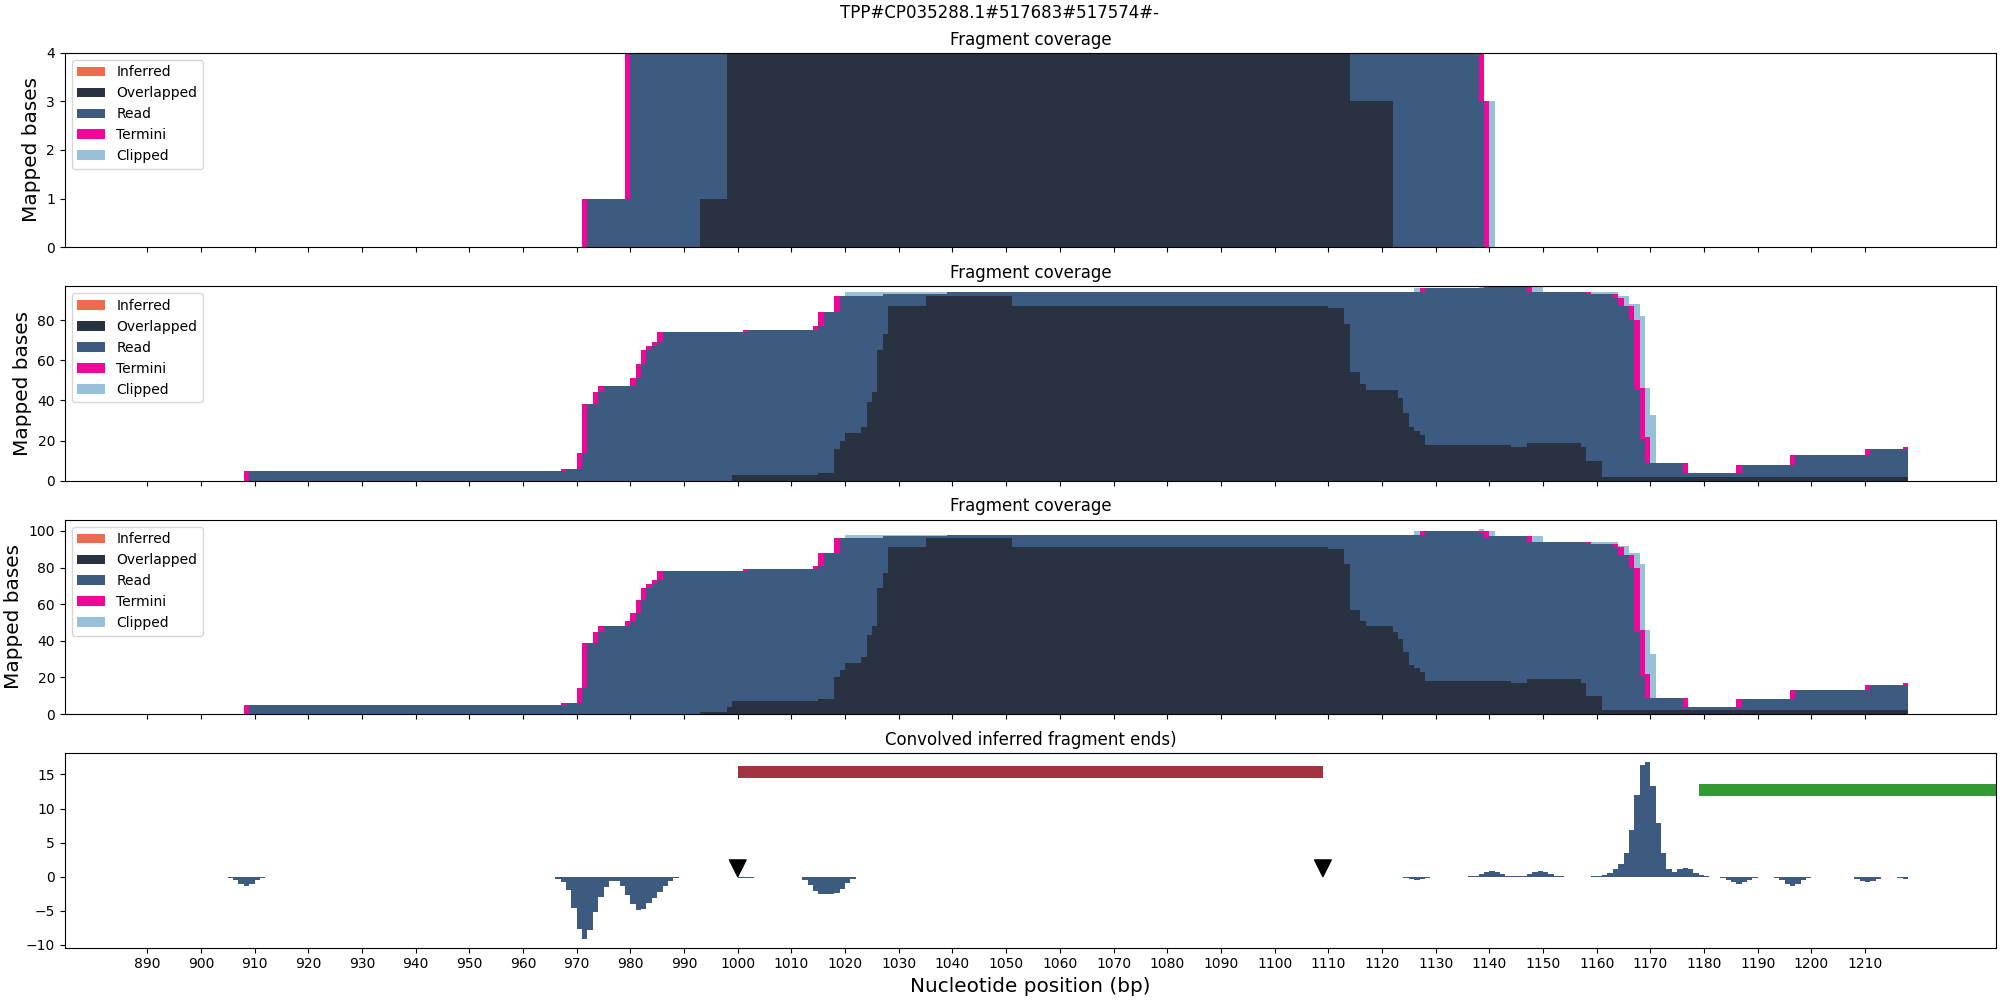 TPP#CP035288.1#517683#517574#-
Fragment coverage
Mapped bases
4
3
2
1
0
Inferred
Overlapped
Read
Termini
Clipped
Fragment coverage
Mapped bases
80
60
40
20
0
Inferred
Overlapped
Read
Termini
Clipped
Fragment coverage
Mapped bases
100
80
60
40
20
0
Inferred
Overlapped
Read
Termini
Clipped
Convolved inferred fragment ends)
15
10
5
0
−5
−10
890 900 910 920 930 940 950 960 970 980 990 1000 1010 1020 1030 1040 1050 1060 1070 1080 1090 1100 1110 1120 1130 1140 1150 1160 1170 1180 1190 1200 1210
Nucleotide position (bp)